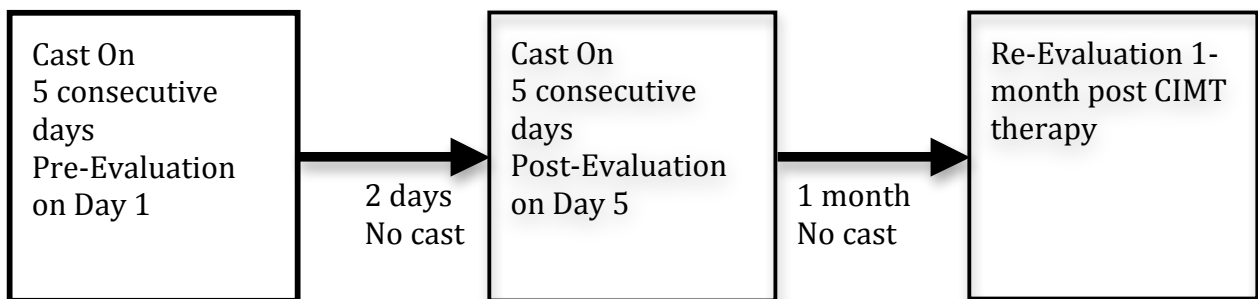 Cast On
5 consecutive
days
Pre-Evaluation
on Day 1
2 days
No cast
Cast On
5 consecutive
days
Post-Evaluation
on Day 5
1 month
No cast
Re-Evaluation 1-
month post CIMT
therapy